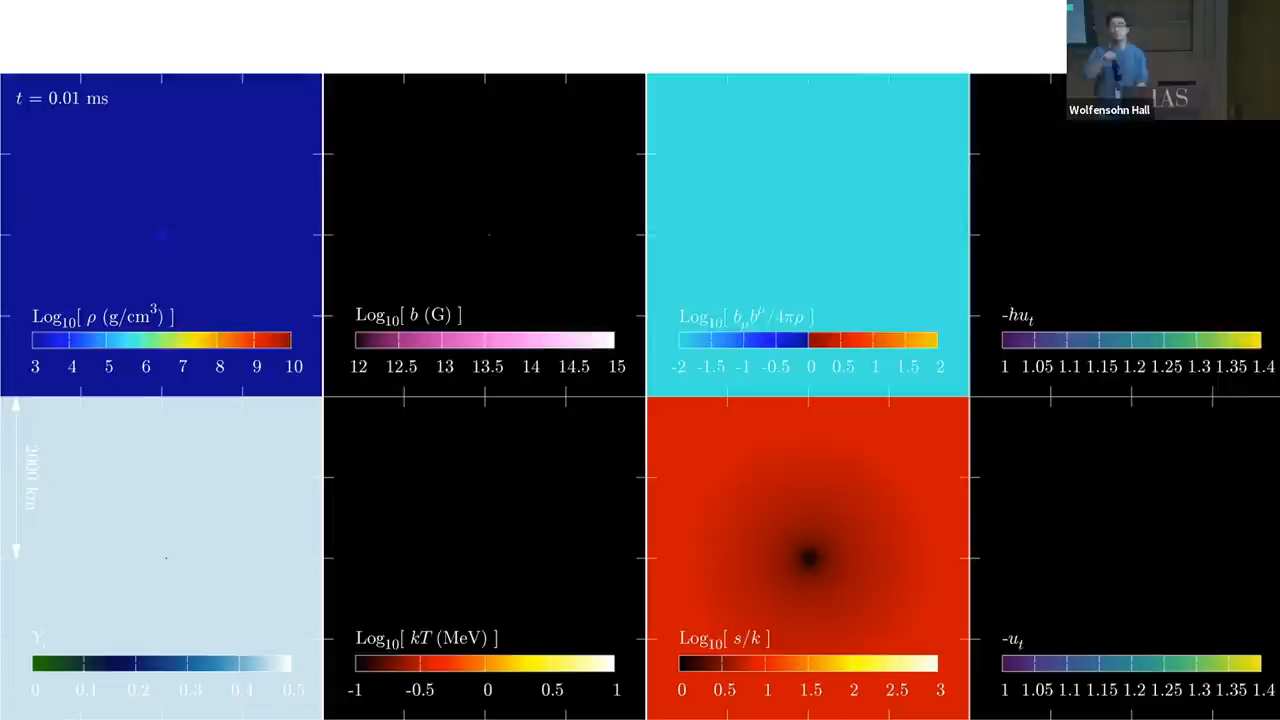 t = 0.01 ms
IAS
Wolfensohn Hall
Log10[ ρ (g/cm³) ]
3 4 5 6 7 8 9 10
Log10[ b (G) ]
12 12.5 13 13.5 14 14.5 15
Log10[ bμb^μ/4πρ ]
-2 -1.5 -1 -0.5 0 0.5 1 1.5 2
-hut
1 1.05 1.1 1.15 1.2 1.25 1.3 1.35 1.4
2000 km
0 0.1 0.2 0.3 0.4 0.5
Log10[ kT (MeV) ]
-1 -0.5 0 0.5 1
Log10[ s/k ]
0 0.5 1 1.5 2 2.5 3
-ut
1 1.05 1.1 1.15 1.2 1.25 1.3 1.35 1.4